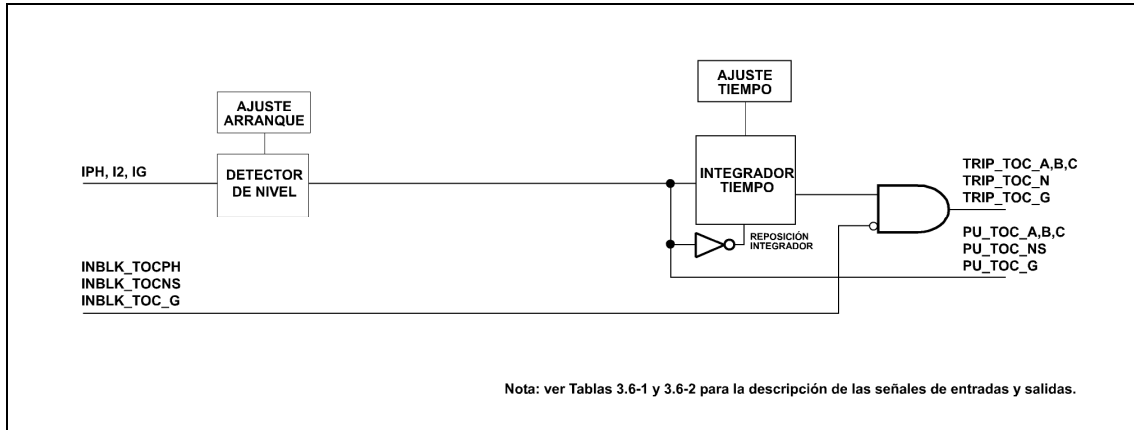 AJUSTE
TIEMPO
AJUSTE
ARRANQUE
IPH, I2, IG
DETECTOR
DE NIVEL
INTEGRADOR
TIEMPO
TRIP_TOC_A,B,C
TRIP_TOC_N
TRIP_TOC_G
REPOSICIÓN
INTEGRADOR
PU_TOC_A,B,C
PU_TOC_NS
PU_TOC_G
INBLK_TOCPH
INBLK_TOCNS
INBLK_TOC_G
Nota: ver Tablas 3.6-1 y 3.6-2 para la descripción de las señales de entradas y salidas.